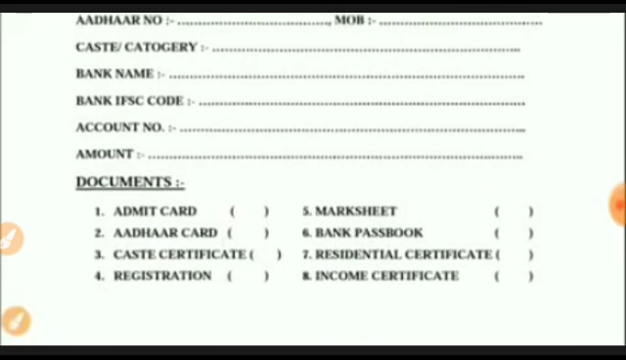 AADHAAR NO :- ................................., MOB :- .....................................
CASTE/ CATOGERY :- ....................................................................
BANK NAME :- ..............................................................................
BANK IFSC CODE :- .......................................................................
ACCOUNT NO. :- ...........................................................................
AMOUNT :- ..................................................................................
DOCUMENTS :-
1. ADMIT CARD ( ) 5. MARKSHEET ( )
2. AADHAAR CARD ( ) 6. BANK PASSBOOK ( )
3. CASTE CERTIFICATE ( ) 7. RESIDENTIAL CERTIFICATE ( )
4. REGISTRATION ( ) 8. INCOME CERTIFICATE ( )